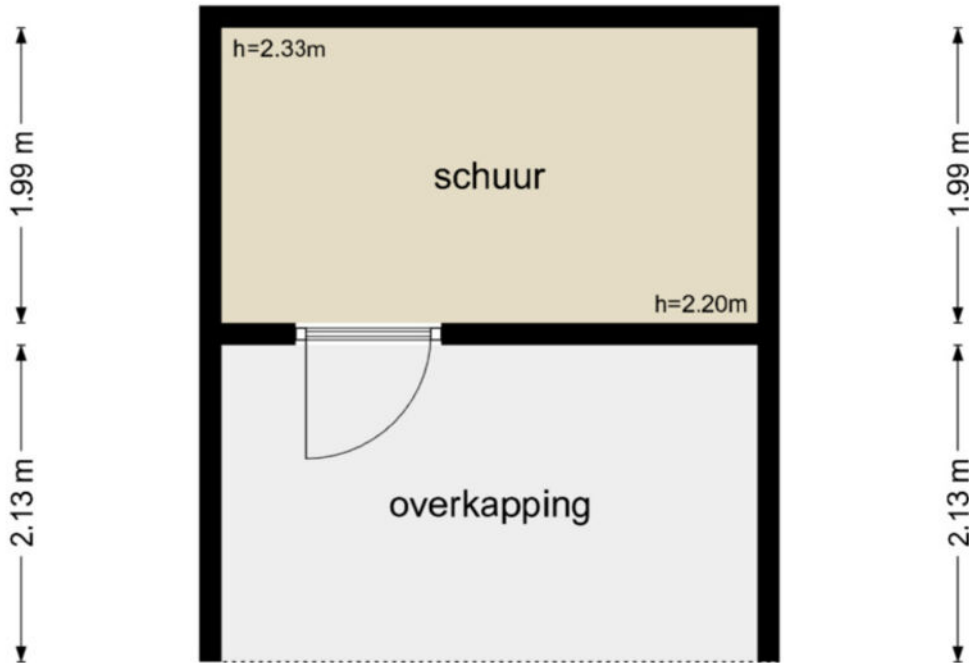 h=2.33m
1.99 m
schuur
1.99 m
h=2.20m
2.13 m
overkapping
2.13 m